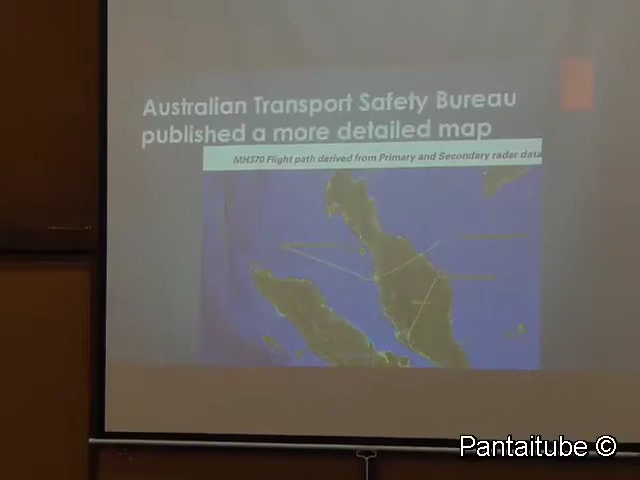 Australian Transport Safety Bureau
published a more detailed map
MH370 Flight path derived from Primary and Secondary radar data
Pantaitube ©